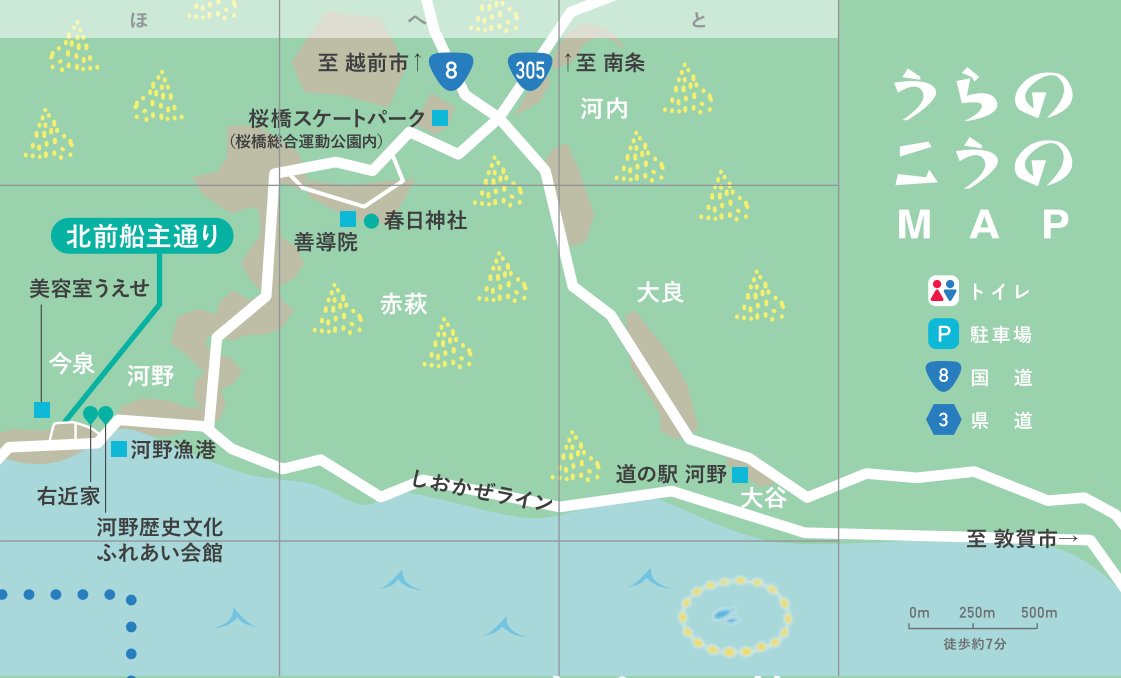 ほ
へ
と
至 越前市↑
8
305
↑至 南条
河内
桜橋スケートパーク
(桜橋総合運動公園内)
春日神社
善導院
北前船主通り
美容室うえせ
赤萩
大良
今泉
河野
河野漁港
右近家
河野歴史文化
ふれあい会館
しおかぜライン
道の駅 河野
大谷
至 敦賀市→
うらの
こうの
MAP
トイレ
P 駐車場
8 国道
3 県道
0m 250m 500m
徒歩約7分